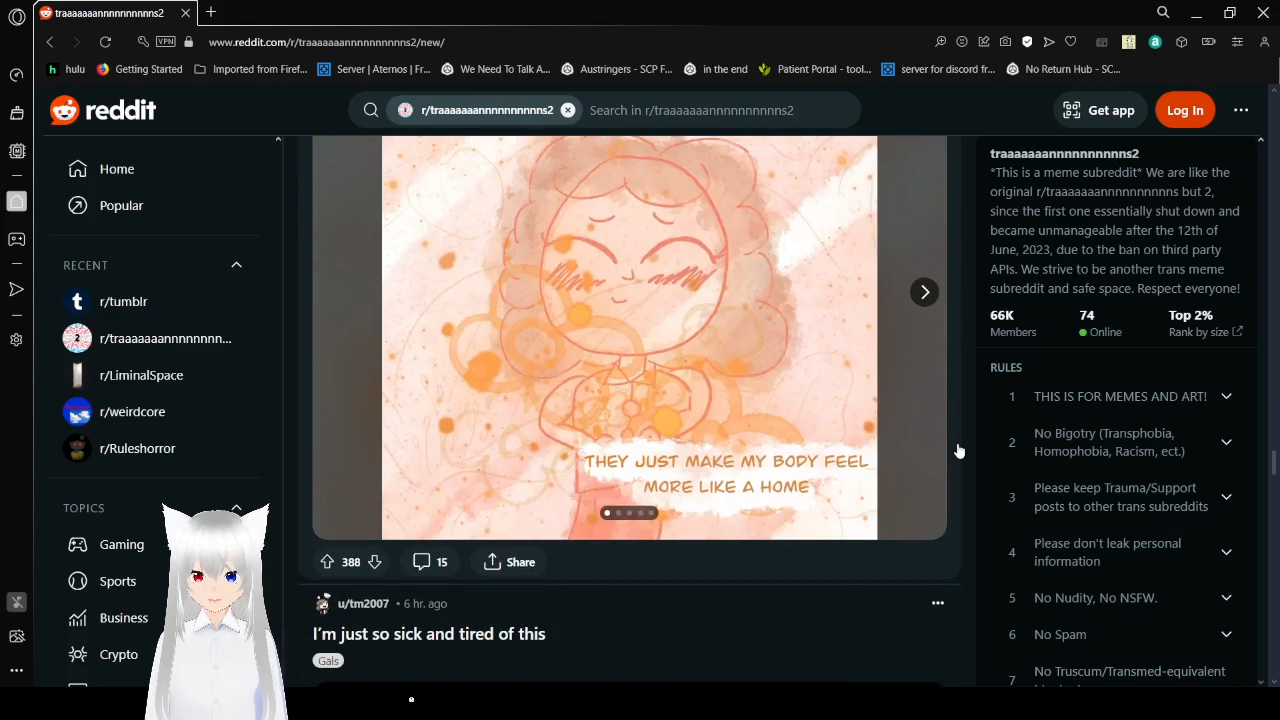 traaaaaaannnnnnnnnns2
www.reddit.com/r/traaaaaaannnnnnnnnns2/new/
VPN
hulu
Getting Started
Imported from Firef...
Server | Aternos | Fr...
We Need To Talk A...
Austringers - SCP F...
in the end
Patient Portal - tool...
server for discord fr...
No Return Hub - SC...
reddit
r/traaaaaaannnnnnnnnns2
Search in r/traaaaaaannnnnnnnnns2
Get app
Log In
Home
Popular
RECENT
r/tumblr
r/traaaaaaannnnnnn...
r/LiminalSpace
r/weirdcore
r/Ruleshorror
TOPICS
Gaming
Sports
Business
Crypto
THEY JUST MAKE MY BODY FEEL
MORE LIKE A HOME
388
15
Share
u/tm2007 • 6 hr. ago
I'm just so sick and tired of this
Gals
traaaaaaannnnnnnnnns2
*This is a meme subreddit* We are like the
original r/traaaaaaannnnnnnnnns but 2,
since the first one essentially shut down and
became unmanageable after the 12th of
June, 2023, due to the ban on third party
APIs. We strive to be another trans meme
subreddit and safe space. Respect everyone!
66K 74 Top 2%
Members Online Rank by size
RULES
1 THIS IS FOR MEMES AND ART!
2 No Bigotry (Transphobia,
Homophobia, Racism, ect.)
3 Please keep Trauma/Support
posts to other trans subreddits
4 Please don't leak personal
information
5 No Nudity, No NSFW.
6 No Spam
7 No Truscum/Transmed-equivalent